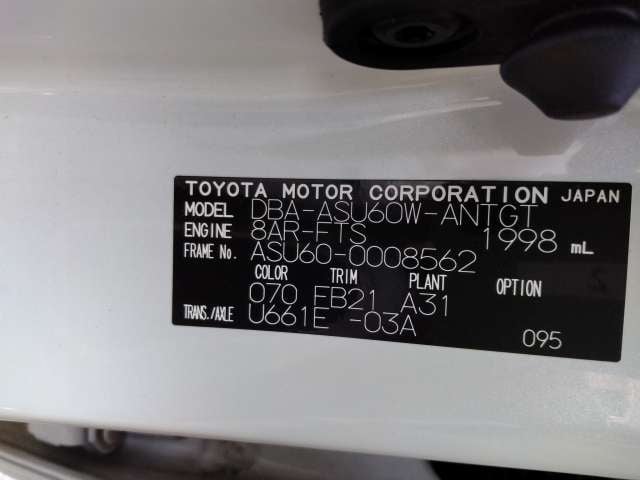 TOYOTA MOTOR CORPORATION JAPAN
MODEL DBA-ASU60W-ANTGT
ENGINE 8AR-FTS 1998 mL
FRAME No. ASU60-0008562
COLOR TRIM PLANT OPTION
070 FB21 A31
TRANS./AXLE U661E -03A
095